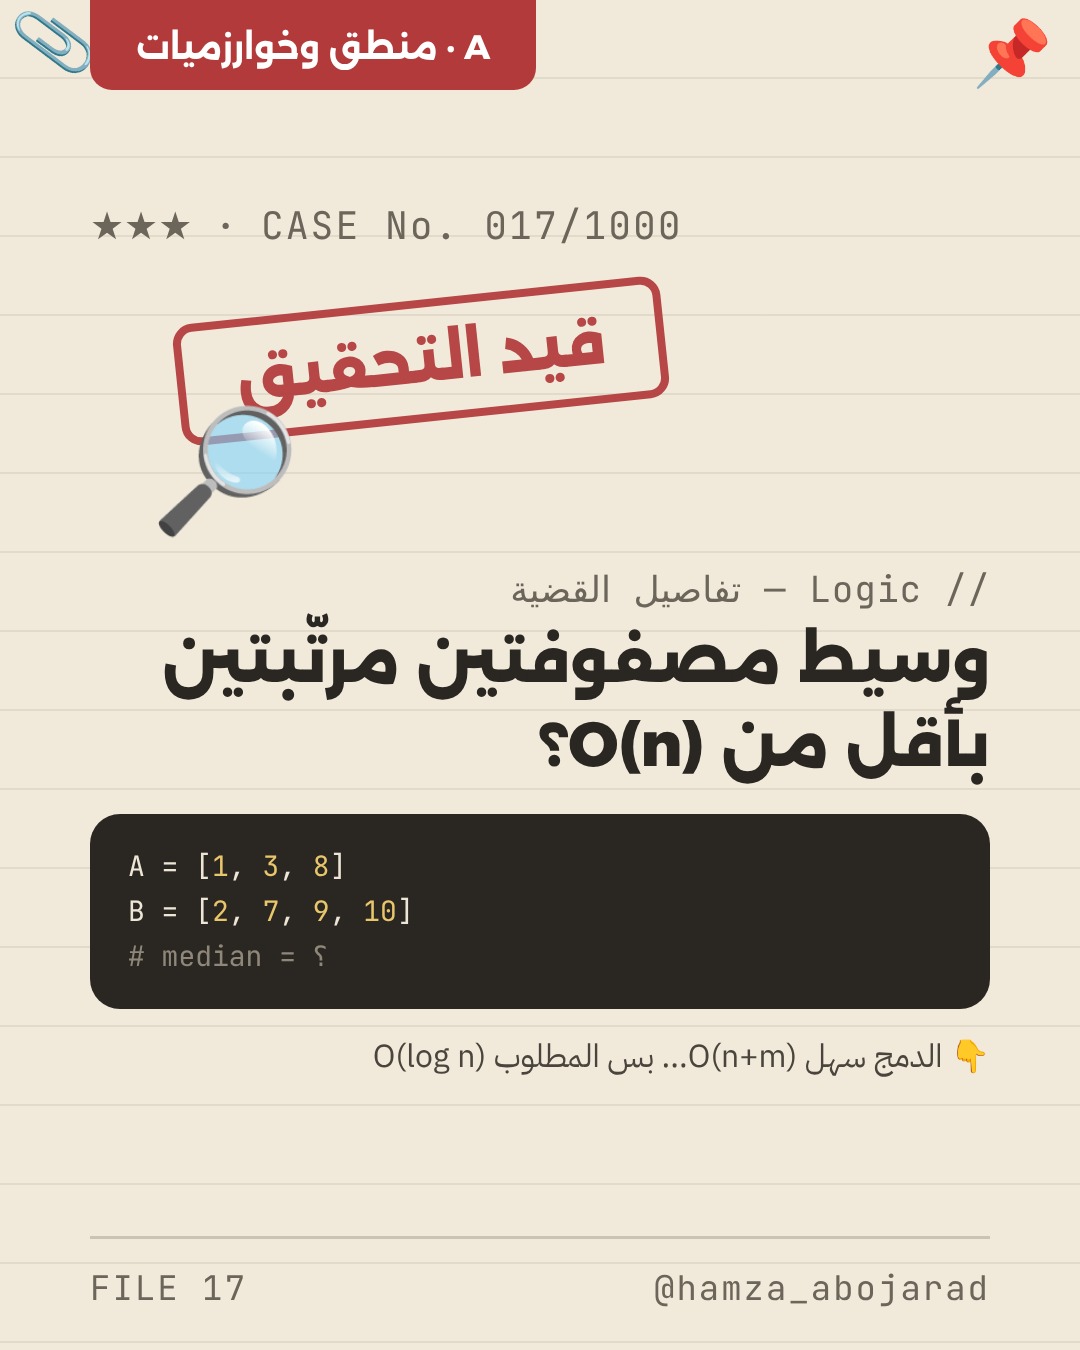 A · منطق وخوارزميات
★★★ · CASE No. 017/1000
قيد التحقيق
// Logic — تفاصيل القضية
وسيط مصفوفتين مرتّبتين
بأقل من O(n)؟
A = [1, 3, 8]
B = [2, 7, 9, 10]
# median = ؟
👇 الدمج سهل O(n+m)... بس المطلوب O(log n)
FILE 17
@hamza_abojarad